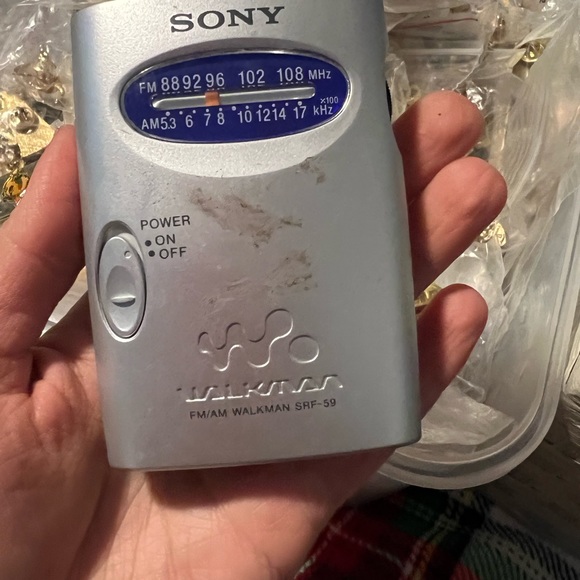 SONY
FM 88 92 96 102 108 MHz
AM 5.3 6 7 8 10 12 14 17 x100 kHz
POWER
• ON
• OFF
WALKMAN
FM/AM WALKMAN SRF-59